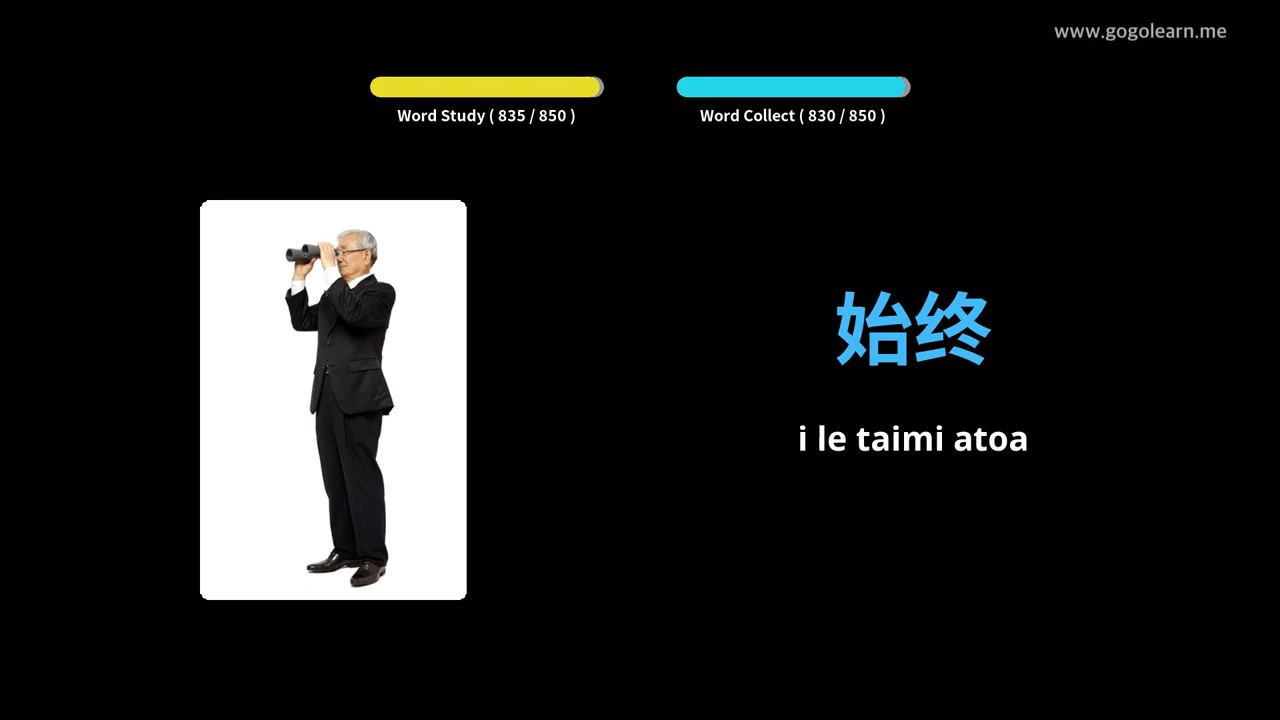 www.gogolearn.me
Word Study ( 835 / 850 )
Word Collect ( 830 / 850 )
始终
i le taimi atoa